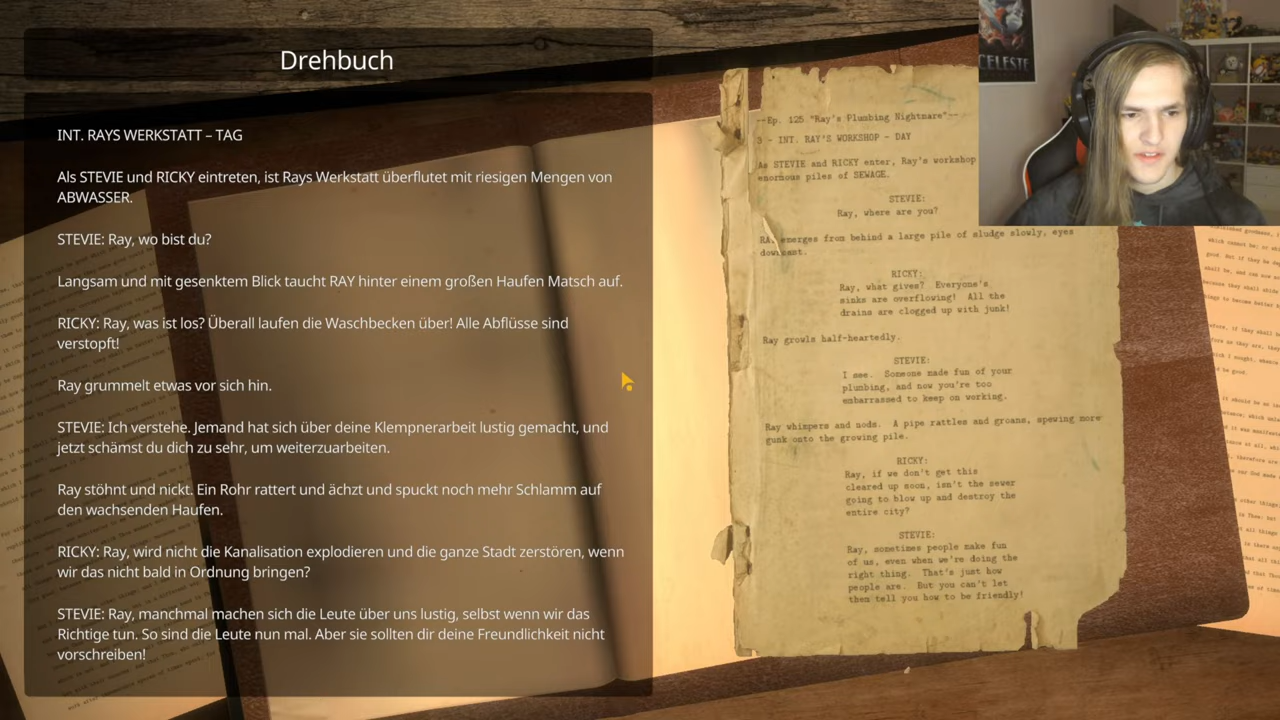 Drehbuch
INT. RAYS WERKSTATT – TAG
Als STEVIE und RICKY eintreten, ist Rays Werkstatt überflutet mit riesigen Mengen von
ABWASSER.
STEVIE: Ray, wo bist du?
Langsam und mit gesenktem Blick taucht RAY hinter einem großen Haufen Matsch auf.
RICKY: Ray, was ist los? Überall laufen die Waschbecken über! Alle Abflüsse sind
verstopft!
Ray grummelt etwas vor sich hin.
STEVIE: Ich verstehe. Jemand hat sich über deine Klempnerarbeit lustig gemacht, und
jetzt schämst du dich zu sehr, um weiterzuarbeiten.
Ray stöhnt und nickt. Ein Rohr rattert und ächzt und spuckt noch mehr Schlamm auf
den wachsenden Haufen.
RICKY: Ray, wird nicht die Kanalisation explodieren und die ganze Stadt zerstören, wenn
wir das nicht bald in Ordnung bringen?
STEVIE: Ray, manchmal machen sich die Leute über uns lustig, selbst wenn wir das
Richtige tun. So sind die Leute nun mal. Aber sie sollten dir deine Freundlichkeit nicht
vorschreiben!
--Ep. 125 "Ray's Plumbing Nightmare"--
3 - INT. RAY'S WORKSHOP - DAY
As STEVIE and RICKY enter, Ray's workshop
enormous piles of SEWAGE.
STEVIE:
Ray, where are you?
RAY emerges from behind a large pile of sludge slowly, eyes
downcast.
RICKY:
Ray, what gives? Everyone's
sinks are overflowing! All the
drains are clogged up with junk!
Ray growls half-heartedly.
STEVIE:
I see. Someone made fun of your
plumbing, and now you're too
embarrassed to keep on working.
Ray whimpers and nods. A pipe rattles and groans, spewing more
gunk onto the growing pile.
RICKY:
Ray, if we don't get this
cleared up soon, isn't the sewer
going to blow up and destroy the
entire city?
STEVIE:
Ray, sometimes people make fun
of us, even when we're doing the
right thing. That's just how
people are. But you can't let
them tell you how to be friendly!
CELESTE